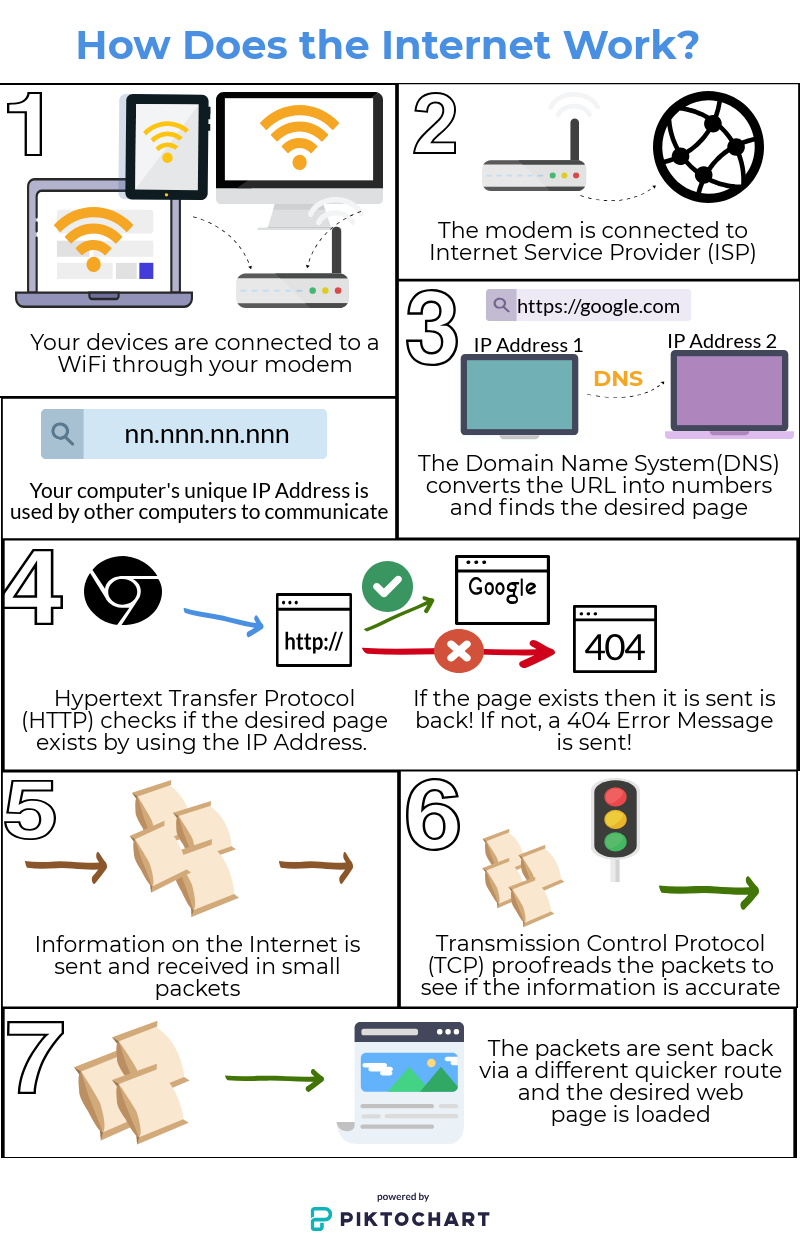 How Does the Internet Work?
1
Your devices are connected to a
WiFi through your modem
2
The modem is connected to
Internet Service Provider (ISP)
nn.nnn.nn.nnn
Your computer's unique IP Address is
used by other computers to communicate
3
https://google.com
IP Address 1
IP Address 2
DNS
The Domain Name System(DNS)
converts the URL into numbers
and finds the desired page
4
http://
Google
404
Hypertext Transfer Protocol
(HTTP) checks if the desired page
exists by using the IP Address.
If the page exists then it is sent is
back! If not, a 404 Error Message
is sent!
5
Information on the Internet is
sent and received in small
packets
6
Transmission Control Protocol
(TCP) proofreads the packets to
see if the information is accurate
7
The packets are sent back
via a different quicker route
and the desired web
page is loaded
powered by
PIKTOCHART